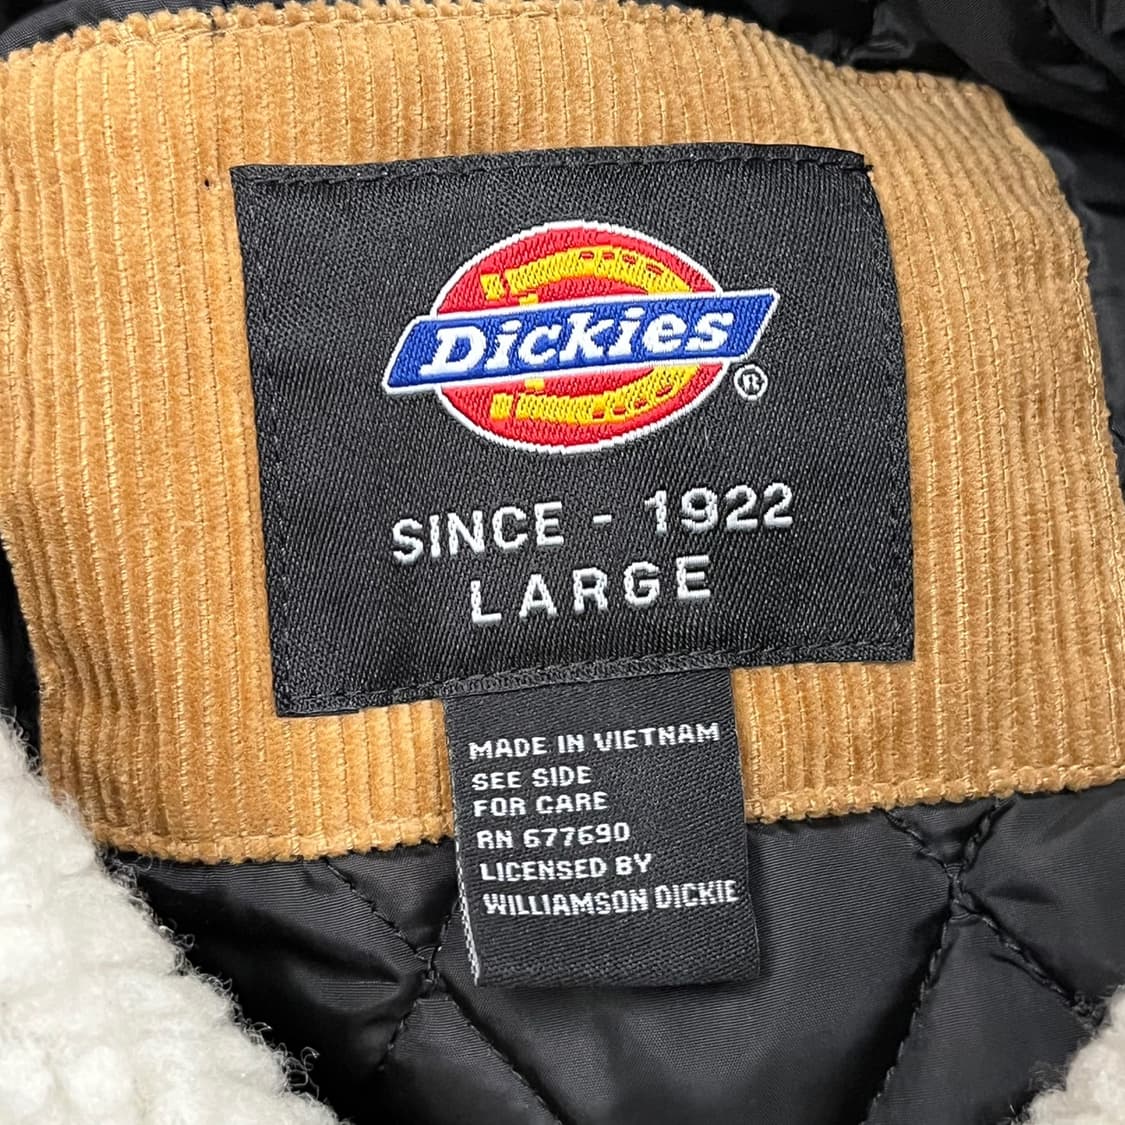 Dickies
®
SINCE - 1922
LARGE
MADE IN VIETNAM
SEE SIDE
FOR CARE
RN 677690
LICENSED BY
WILLIAMSON DICKIE